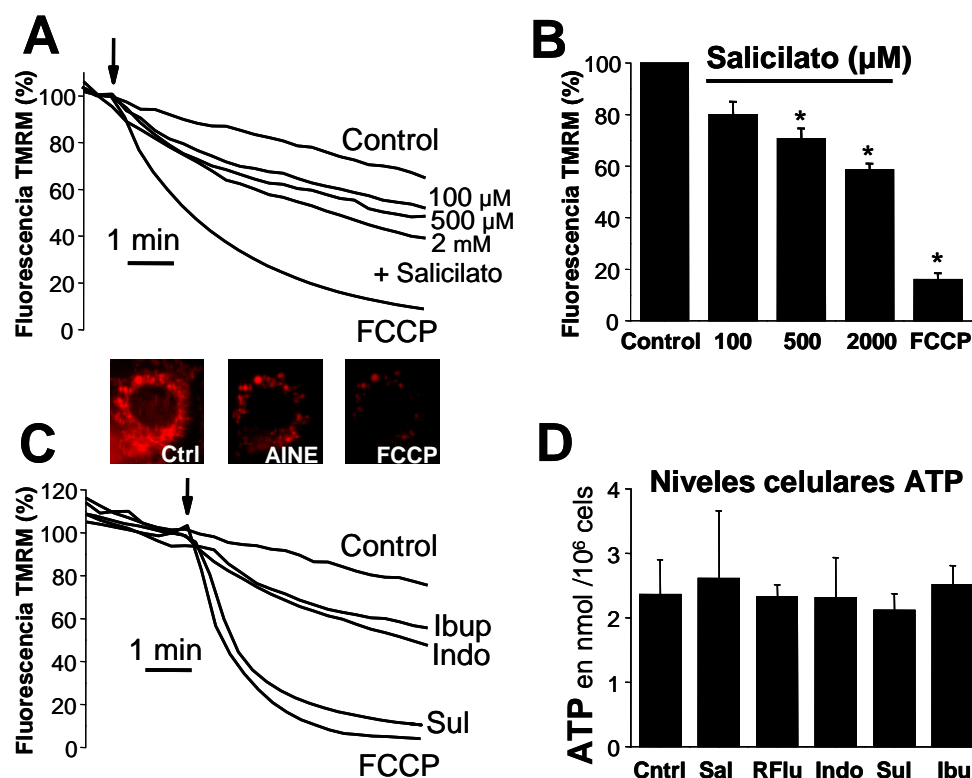 A
Fluorescencia TMRM (%)
100
80
60
40
20
0
Control
100 µM
500 µM
2 mM
+ Salicilato
FCCP
1 min
B
Salicilato (µM)
Fluorescencia TMRM (%)
100
80
60
40
20
0
*
*
*
Control 100 500 2000 FCCP
Ctrl
AINE
FCCP
C
Fluorescencia TMRM (%)
120
100
80
60
40
20
0
Control
Ibup
Indo
Sul
FCCP
1 min
D
Niveles celulares ATP
ATP en nmol /10⁶ cels
4
3
2
1
0
Cntrl Sal RFlu Indo Sul Ibu